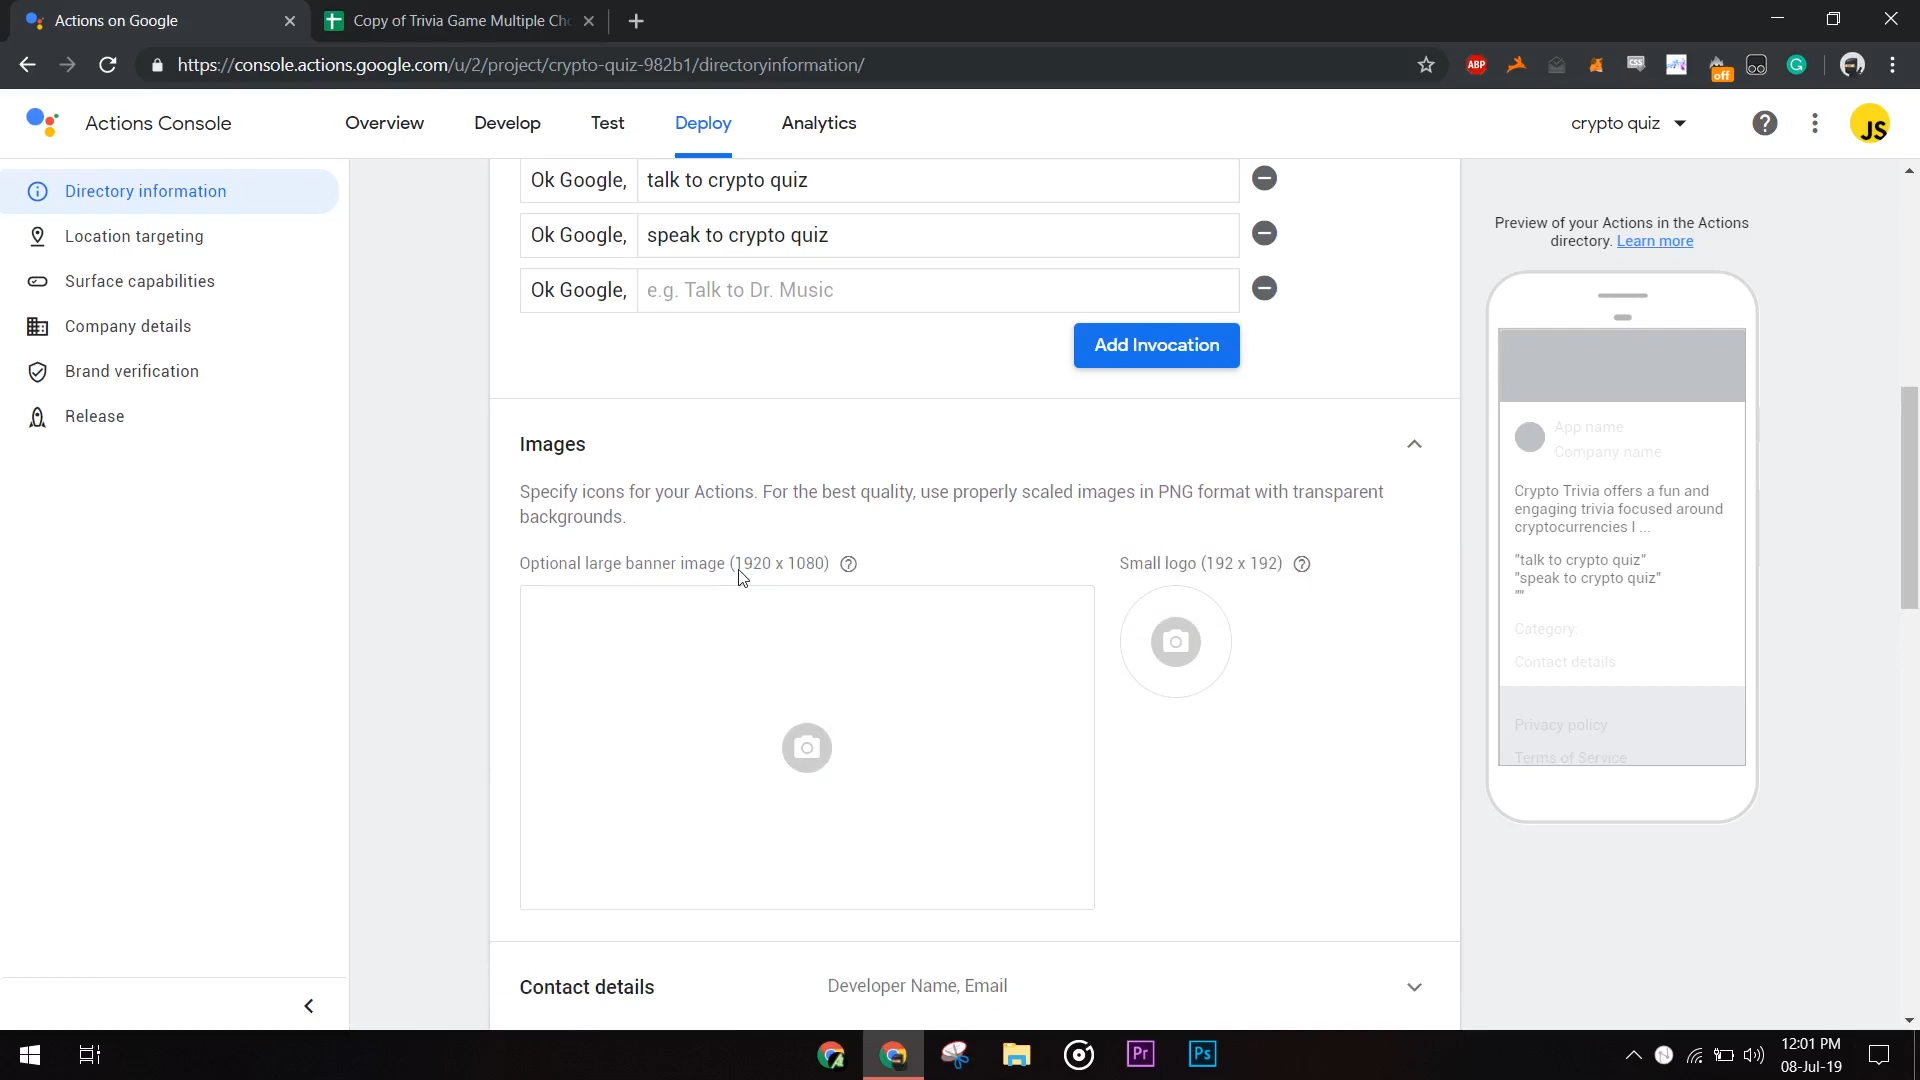 Actions on Google
Copy of Trivia Game Multiple Ch
https://console.actions.google.com/u/2/project/crypto-quiz-982b1/directoryinformation/
ABP
CSS
off
Actions Console
Overview
Develop
Test
Deploy
Analytics
crypto quiz
JS
Directory information
Location targeting
Surface capabilities
Company details
Brand verification
Release
Ok Google, talk to crypto quiz
Ok Google, speak to crypto quiz
Ok Google, e.g. Talk to Dr. Music
Add Invocation
Images
Specify icons for your Actions. For the best quality, use properly scaled images in PNG format with transparent
backgrounds.
Optional large banner image (1920 x 1080)
Small logo (192 x 192)
Contact details
Developer Name, Email
Preview of your Actions in the Actions
directory. Learn more
App name
Company name
Crypto Trivia offers a fun and
engaging trivia focused around
cryptocurrencies I ...
"talk to crypto quiz"
"speak to crypto quiz"
""
Category:
Contact details
Privacy policy
Terms of Service
Pr
Ps
12:01 PM
08-Jul-19